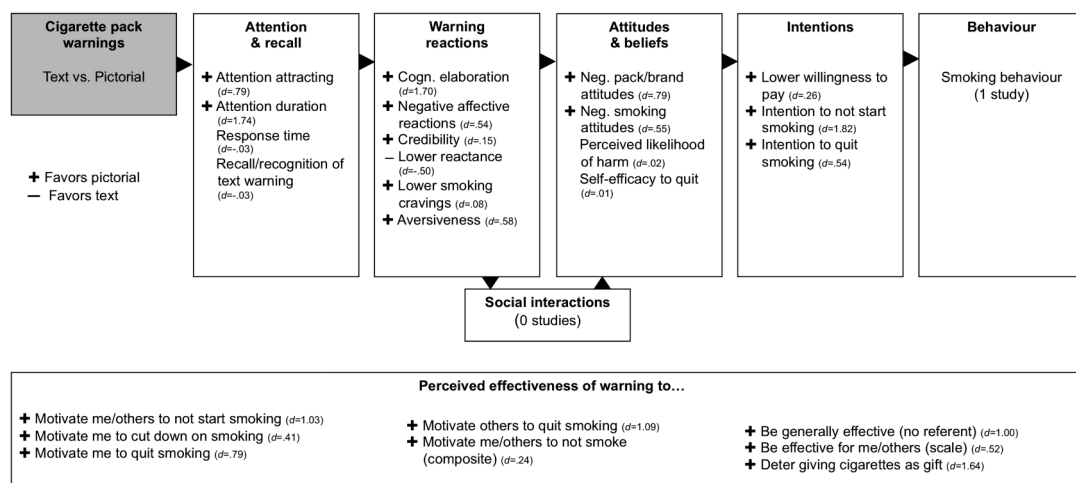 Cigarette pack
warnings
Text vs. Pictorial
+ Favors pictorial
– Favors text
Attention
& recall
+ Attention attracting
(d=.79)
+ Attention duration
(d=1.74)
Response time
(d=-.03)
Recall/recognition of
text warning
(d=-.03)
Warning
reactions
+ Cogn. elaboration
(d=1.70)
+ Negative affective
reactions (d=.54)
+ Credibility (d=.15)
– Lower reactance
(d=-.50)
+ Lower smoking
cravings (d=.08)
+ Aversiveness (d=.58)
Attitudes
& beliefs
+ Neg. pack/brand
attitudes (d=.79)
+ Neg. smoking
attitudes (d=.55)
Perceived likelihood
of harm (d=.02)
Self-efficacy to quit
(d=.01)
Intentions
+ Lower willingness to
pay (d=.26)
+ Intention to not start
smoking (d=1.82)
+ Intention to quit
smoking (d=.54)
Behaviour
Smoking behaviour
(1 study)
Social interactions
(0 studies)
Perceived effectiveness of warning to…
+ Motivate me/others to not start smoking (d=1.03)
+ Motivate me to cut down on smoking (d=.41)
+ Motivate me to quit smoking (d=.79)
+ Motivate others to quit smoking (d=1.09)
+ Motivate me/others to not smoke
(composite) (d=.24)
+ Be generally effective (no referent) (d=1.00)
+ Be effective for me/others (scale) (d=.52)
+ Deter giving cigarettes as gift (d=1.64)